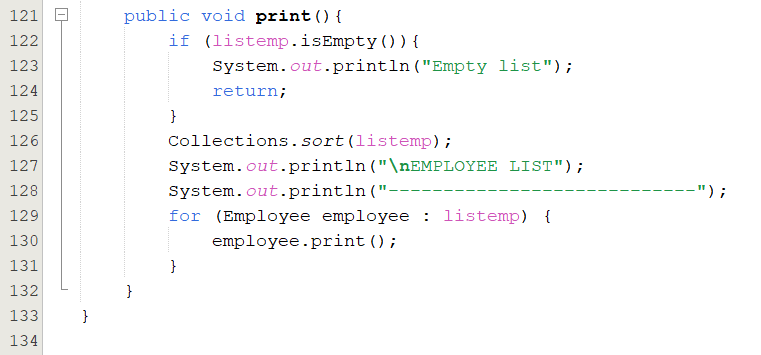 121 public void print(){
122 if (listemp.isEmpty()){
123 System.out.println("Empty list");
124 return;
125 }
126 Collections.sort(listemp);
127 System.out.println("\nEMPLOYEE LIST");
128 System.out.println("----------------------------");
129 for (Employee employee : listemp) {
130 employee.print();
131 }
132 }
133 }
134